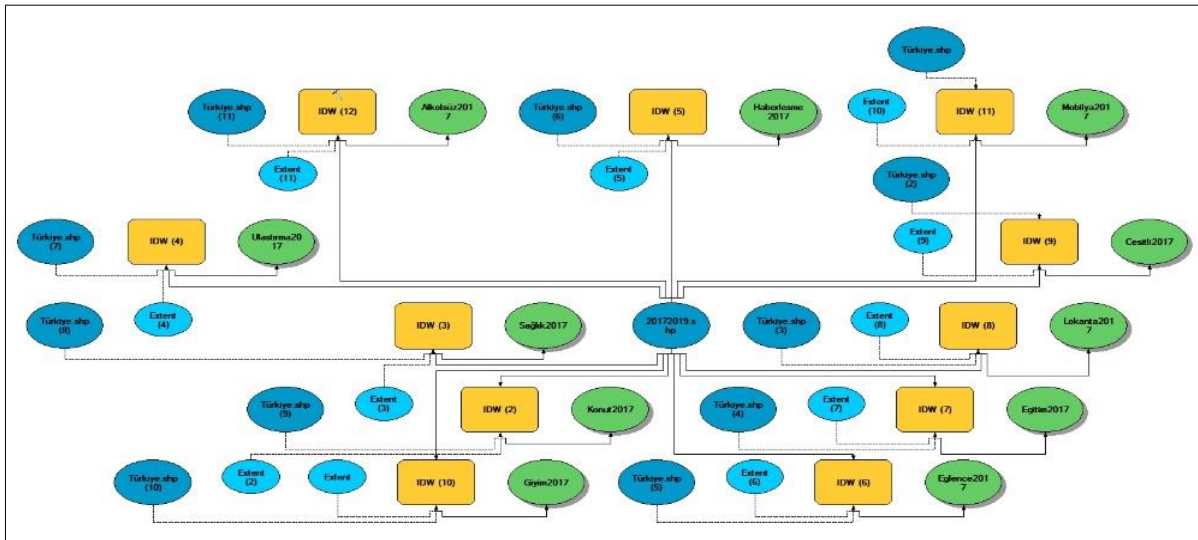 Türkiye.shp
Türkiye.shp
(11)
IDW (12)
Alkolsüz201
7
Türkiye.shp
(6)
IDW (5)
Haberlesme
2017
Extent
(10)
IDW (11)
Mobilya201
7
Extent
(11)
Extent
(5)
Türkiye.shp
(2)
Türkiye.shp
(7)
IDW (4)
Ulastırma20
17
Extent
(9)
IDW (9)
Cesitli2017
Türkiye.shp
(8)
Extent
(4)
IDW (3)
Sağlık2017
20172019.s
hp
Türkiye.shp
(3)
Extent
(8)
IDW (8)
Lokanta201
7
Türkiye.shp
(9)
Extent
(3)
IDW (2)
Konut2017
Türkiye.shp
(4)
Extent
(7)
IDW (7)
Egitim2017
Türkiye.shp
(10)
Extent
(2)
Extent
IDW (10)
Giyim2017
Türkiye.shp
(5)
Extent
(6)
IDW (6)
Eglence201
7